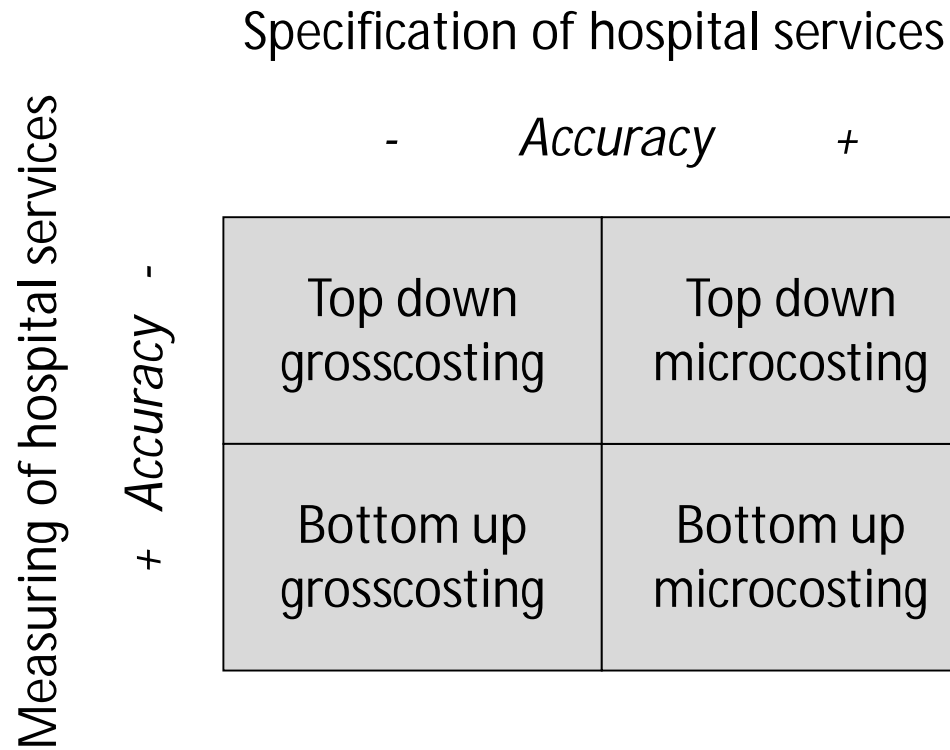 Specification of hospital services
- Accuracy +
Measuring of hospital services
+ Accuracy -
Top down
grosscosting
Top down
microcosting
Bottom up
grosscosting
Bottom up
microcosting